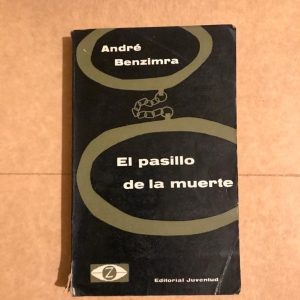 André
Benzimra
El pasillo
de la muerte
Z
Editorial Juventud